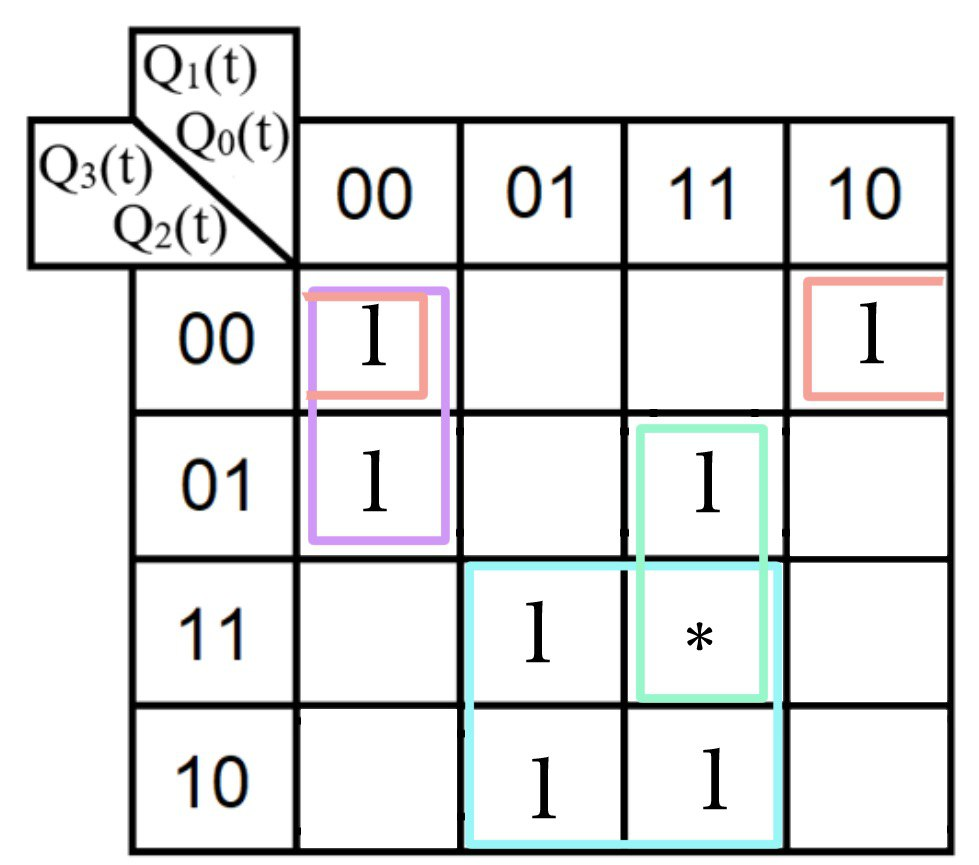 Q₁(t)
Q₀(t)
Q₃(t)
Q₂(t)
00 01 11 10
00 1 1
01 1 1
11 1 *
10 1 1